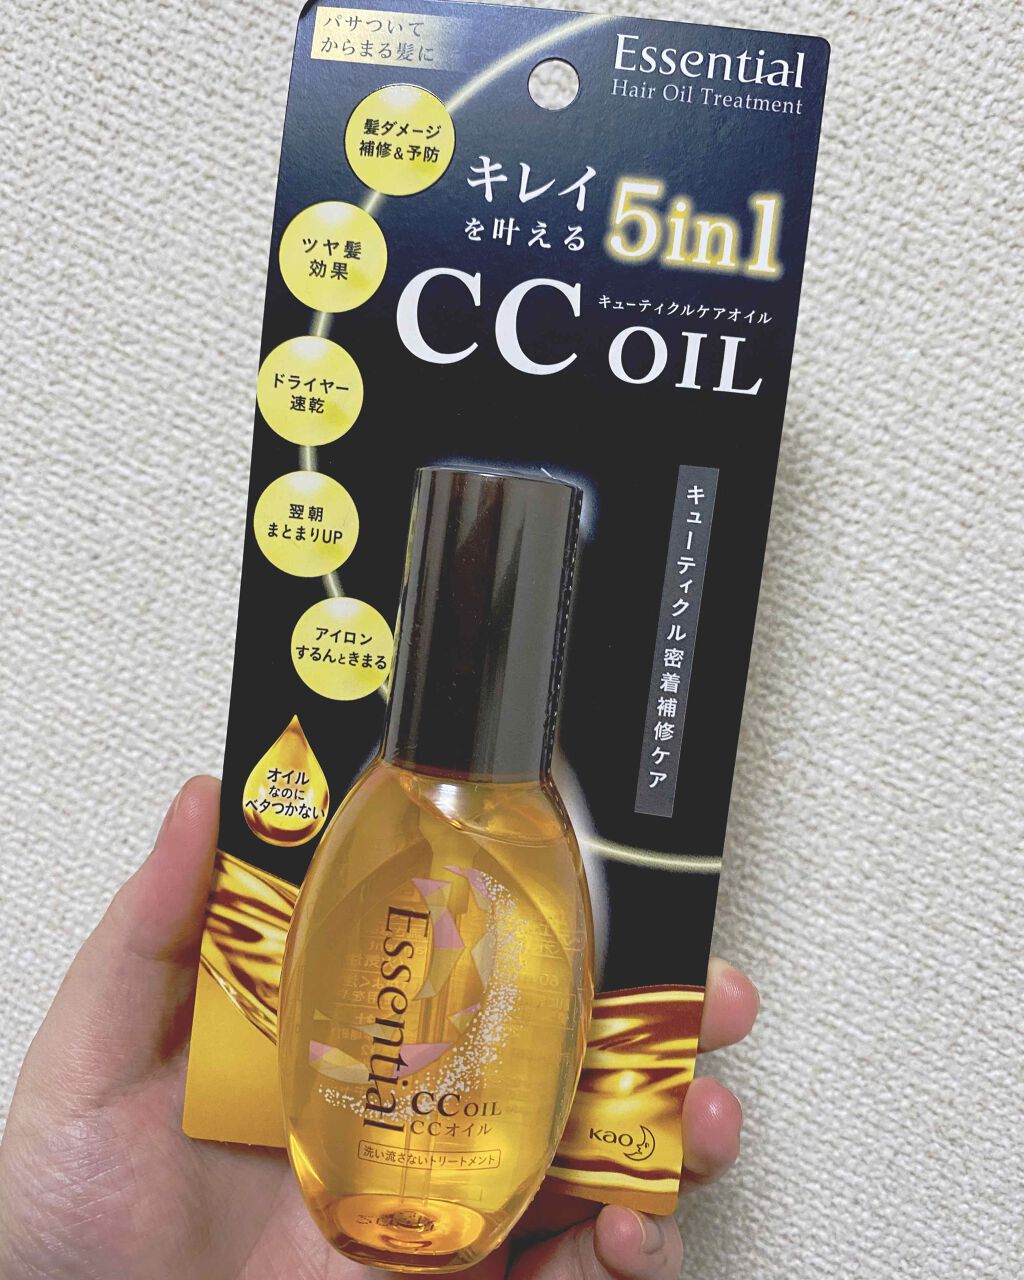 パサついて
からまる髪に
Essential
Hair Oil Treatment
髪ダメージ
補修&予防
キレイ
を叶える
5in1
ツヤ髪
効果
キューティクルケアオイル
CC OIL
ドライヤー
速乾
翌朝
まとまりUP
アイロン
するんときまる
キューティクル密着補修ケア
オイル
なのに
ベタつかない
Essential
CC OIL
CCオイル
洗い流さないトリートメント
Kao